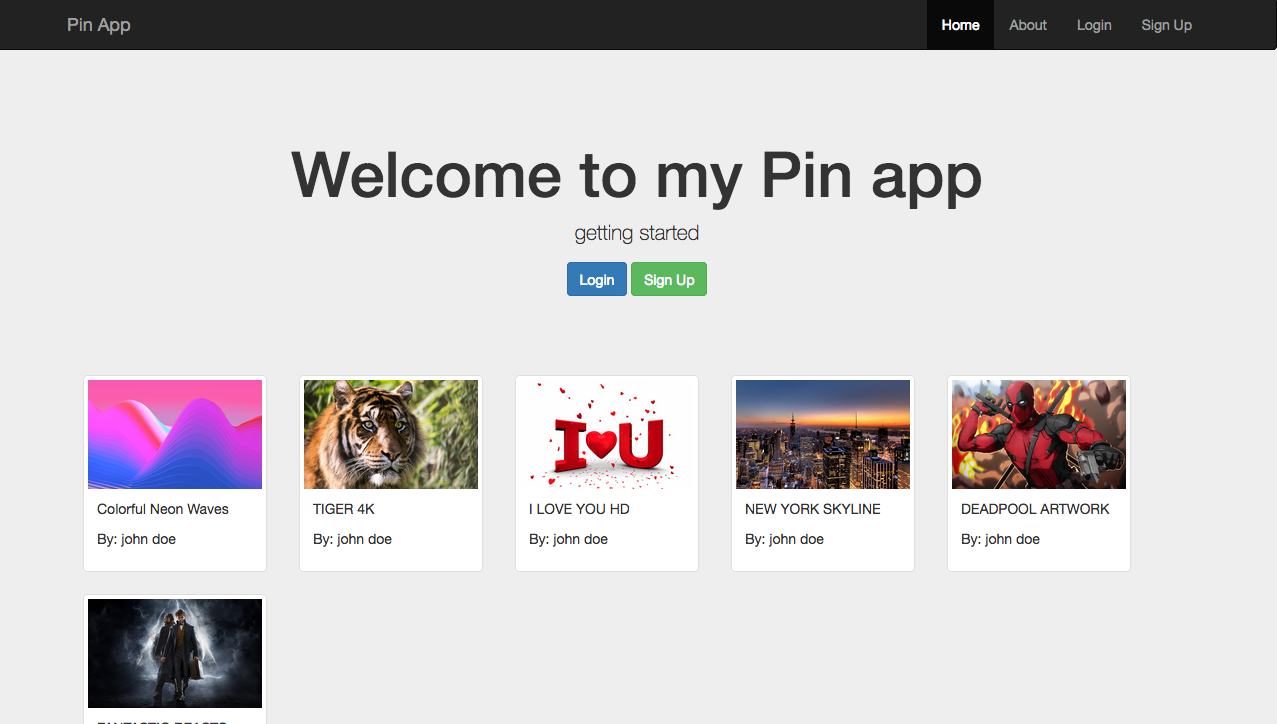 Pin App
Home
About
Login
Sign Up
Welcome to my Pin app
getting started
Login
Sign Up
I U
Colorful Neon Waves
By: john doe
TIGER 4K
By: john doe
I LOVE YOU HD
By: john doe
NEW YORK SKYLINE
By: john doe
DEADPOOL ARTWORK
By: john doe